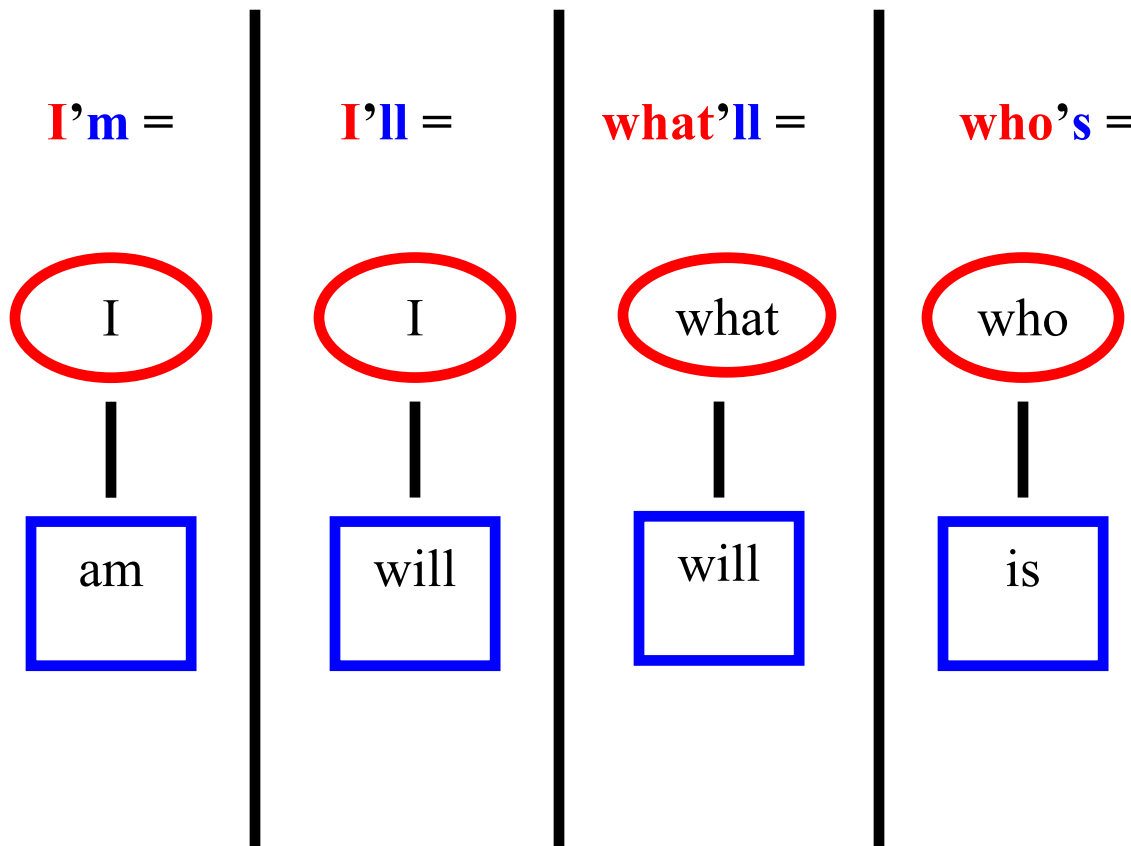 I’m =
I
am
I’ll =
I
will
what’ll =
what
will
who’s =
who
is